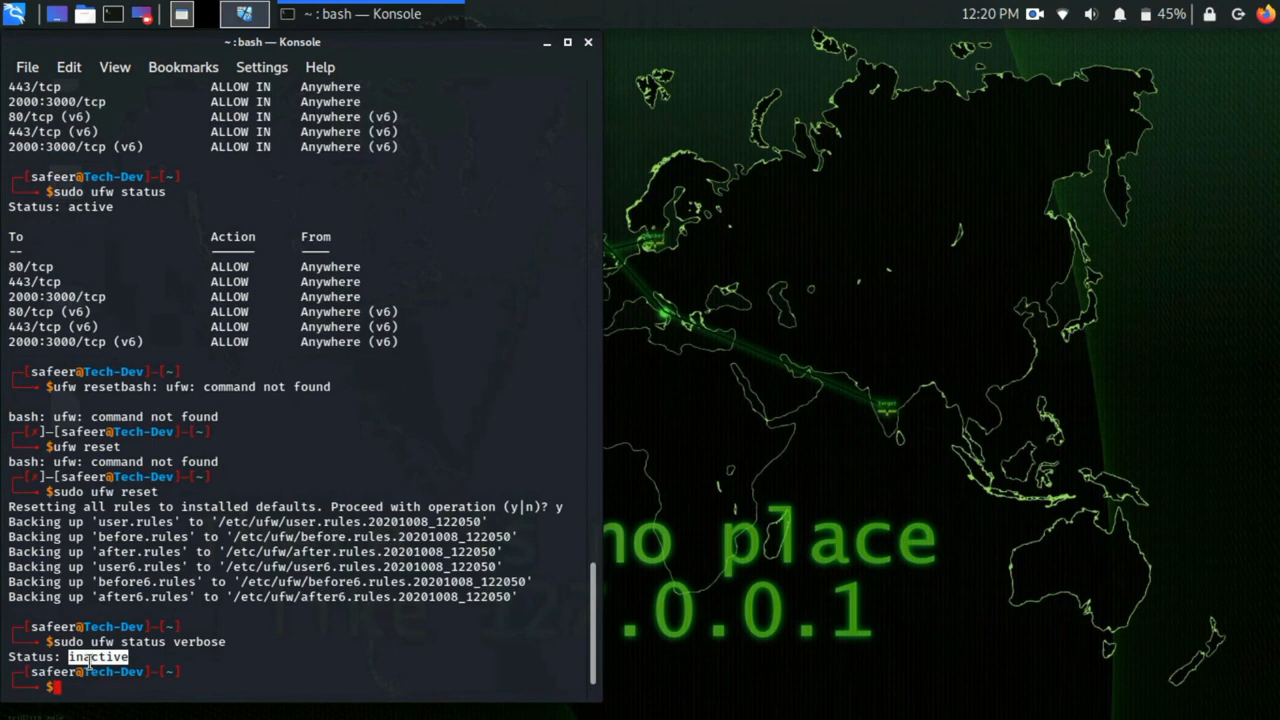 ~ : bash — Konsole
12:20 PM
45%
~ : bash — Konsole
File Edit View Bookmarks Settings Help
443/tcp ALLOW IN Anywhere
2000:3000/tcp ALLOW IN Anywhere
80/tcp (v6) ALLOW IN Anywhere (v6)
443/tcp (v6) ALLOW IN Anywhere (v6)
2000:3000/tcp (v6) ALLOW IN Anywhere (v6)
[safeer@Tech-Dev]—[~]
$sudo ufw status
Status: active
To Action From
-- —————— ————
80/tcp ALLOW Anywhere
443/tcp ALLOW Anywhere
2000:3000/tcp ALLOW Anywhere
80/tcp (v6) ALLOW Anywhere (v6)
443/tcp (v6) ALLOW Anywhere (v6)
2000:3000/tcp (v6) ALLOW Anywhere (v6)
[safeer@Tech-Dev]—[~]
$ufw resetbash: ufw: command not found
bash: ufw: command not found
[✗]—[safeer@Tech-Dev]—[~]
$ufw reset
bash: ufw: command not found
[✗]—[safeer@Tech-Dev]—[~]
$sudo ufw reset
Resetting all rules to installed defaults. Proceed with operation (y|n)? y
Backing up 'user.rules' to '/etc/ufw/user.rules.20201008_122050'
Backing up 'before.rules' to '/etc/ufw/before.rules.20201008_122050'
Backing up 'after.rules' to '/etc/ufw/after.rules.20201008_122050'
Backing up 'user6.rules' to '/etc/ufw/user6.rules.20201008_122050'
Backing up 'before6.rules' to '/etc/ufw/before6.rules.20201008_122050'
Backing up 'after6.rules' to '/etc/ufw/after6.rules.20201008_122050'
[safeer@Tech-Dev]—[~]
$sudo ufw status verbose
Status: inactive
[safeer@Tech-Dev]—[~]
$
no place
like 127.0.0.1